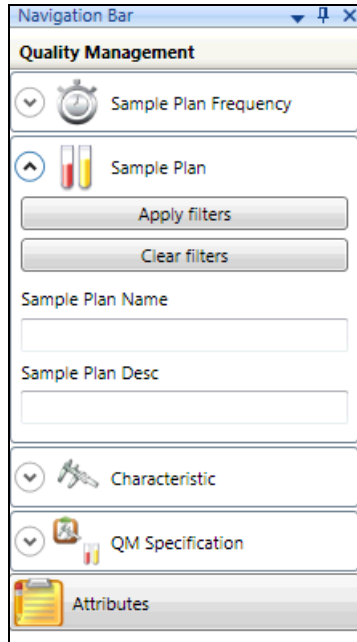 Navigation Bar
Quality Management
Sample Plan Frequency
Sample Plan
Apply filters
Clear filters
Sample Plan Name
Sample Plan Desc
Characteristic
QM Specification
Attributes